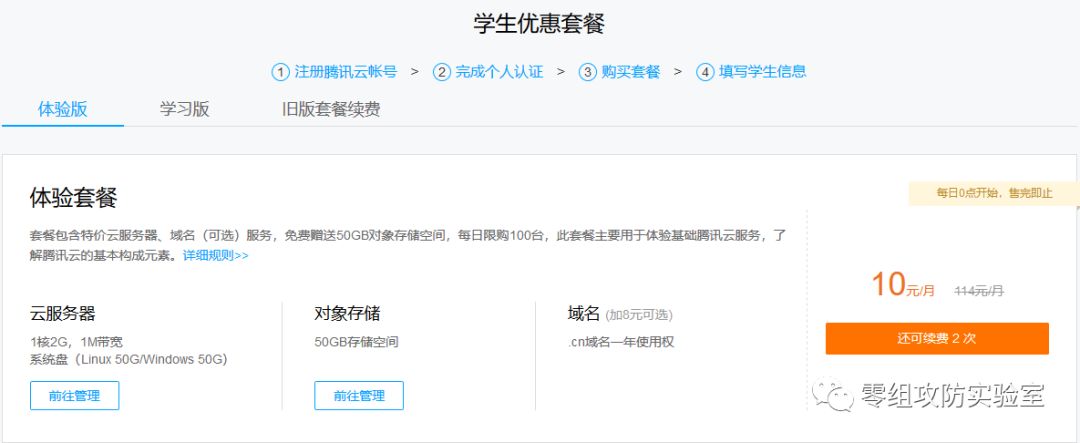 学生优惠套餐
① 注册腾讯云帐号 > ② 完成个人认证 > ③ 购买套餐 > ④ 填写学生信息
体验版 学习版 旧版套餐续费
体验套餐
每日0点开始，售完即止
套餐包含特价云服务器、域名（可选）服务，免费赠送50GB对象存储空间，每日限购100台，此套餐主要用于体验基础腾讯云服务，了
解腾讯云的基本构成元素。详细规则>>
10元/月 114元/月
还可续费 2 次
云服务器
1核2G，1M带宽
系统盘（Linux 50G/Windows 50G）
前往管理
对象存储
50GB存储空间
前往管理
域名 (加8元可选)
.cn域名一年使用权
零组攻防实验室